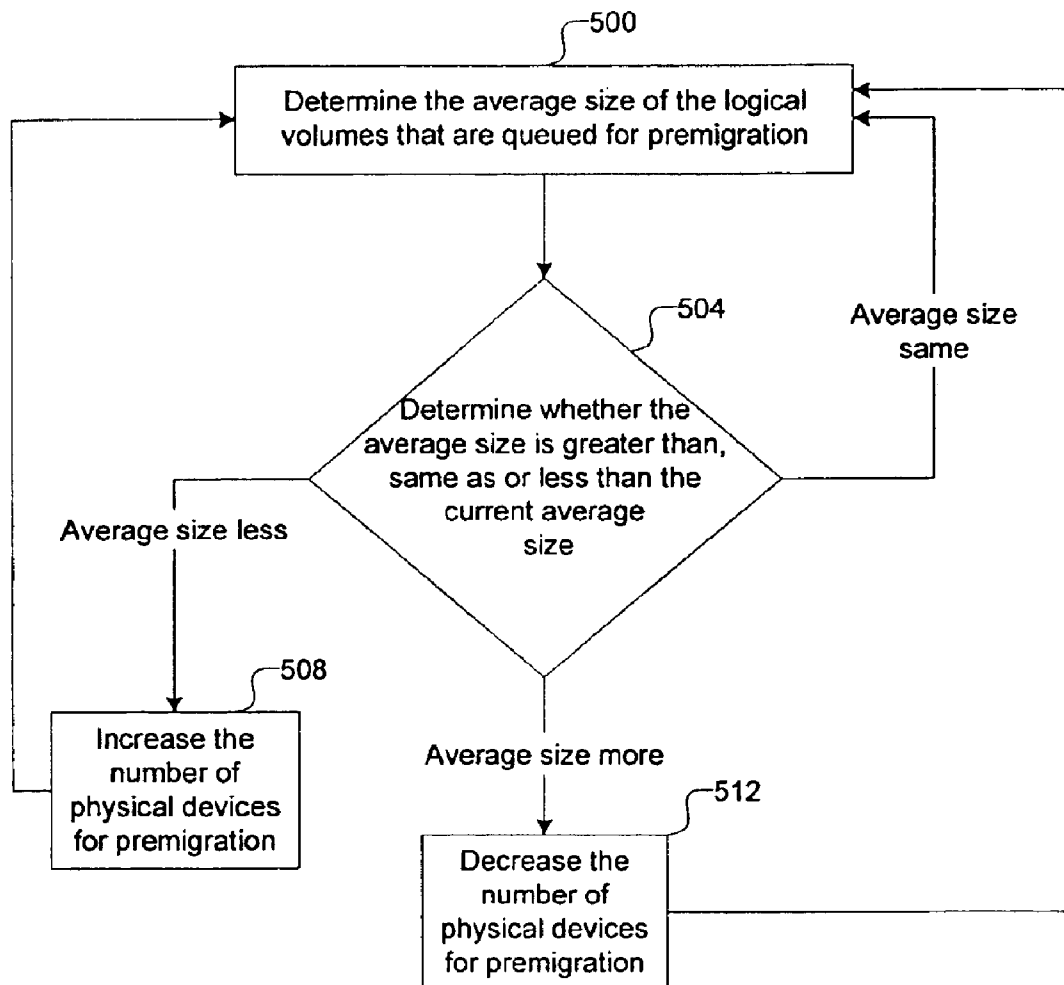 500
Determine the average size of the logical
volumes that are queued for premigration
504
Average size
same
Determine whether the
average size is greater than,
same as or less than the
current average
size
Average size less
508
Increase the
number of
physical devices
for premigration
Average size more
512
Decrease the
number of
physical devices
for premigration